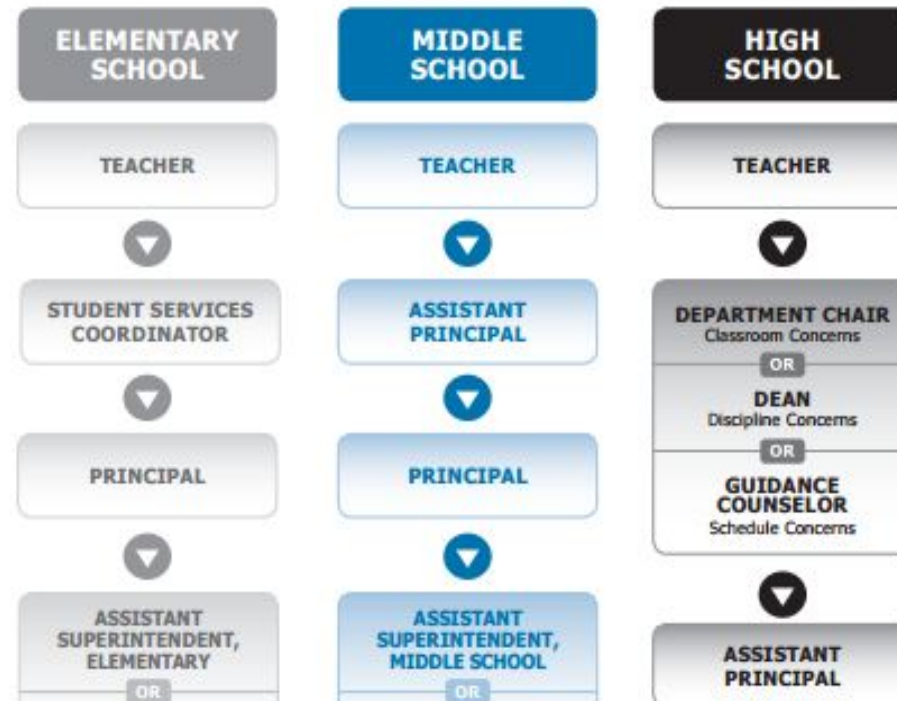 ELEMENTARY
SCHOOL
TEACHER
STUDENT SERVICES
COORDINATOR
PRINCIPAL
ASSISTANT
SUPERINTENDENT,
ELEMENTARY
OR
MIDDLE
SCHOOL
TEACHER
ASSISTANT
PRINCIPAL
PRINCIPAL
ASSISTANT
SUPERINTENDENT,
MIDDLE SCHOOL
OR
HIGH
SCHOOL
TEACHER
DEPARTMENT CHAIR
Classroom Concerns
OR
DEAN
Discipline Concerns
OR
GUIDANCE
COUNSELOR
Schedule Concerns
ASSISTANT
PRINCIPAL